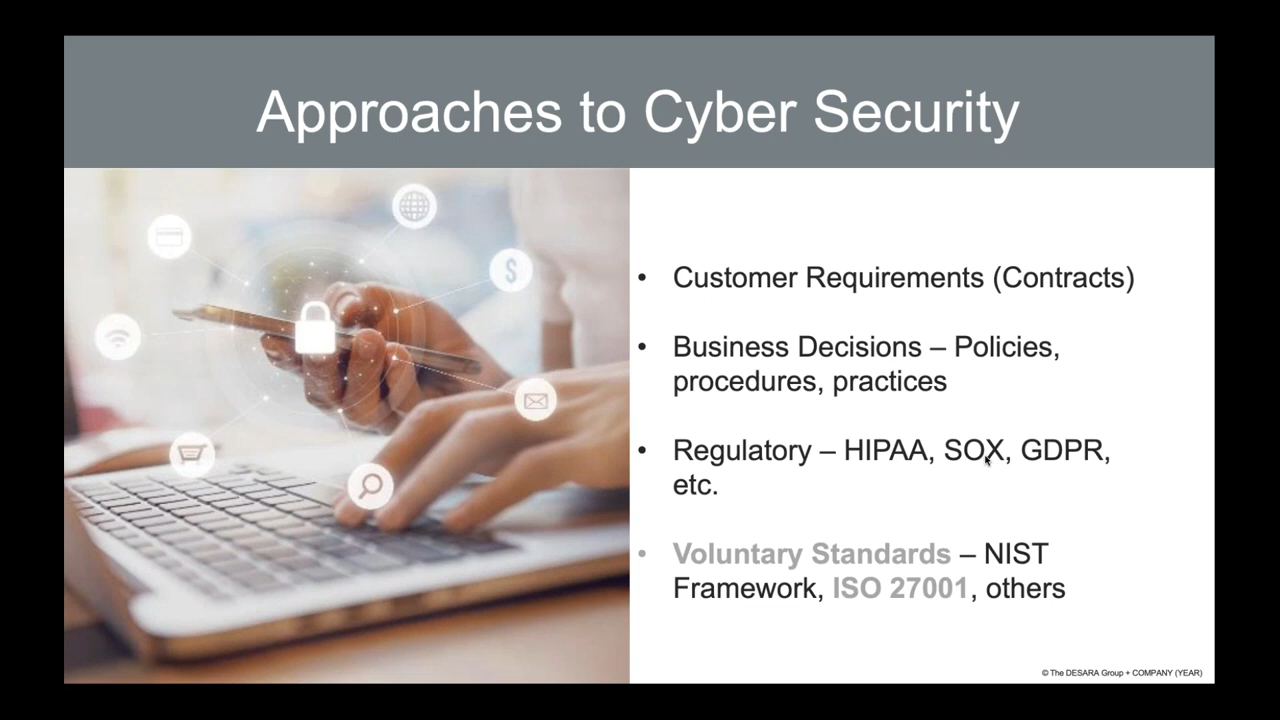 Approaches to Cyber Security
$
• Customer Requirements (Contracts)
• Business Decisions – Policies,
procedures, practices
• Regulatory – HIPAA, SOX, GDPR,
etc.
• Voluntary Standards – NIST
Framework, ISO 27001, others
© The DESARA Group + COMPANY (YEAR)